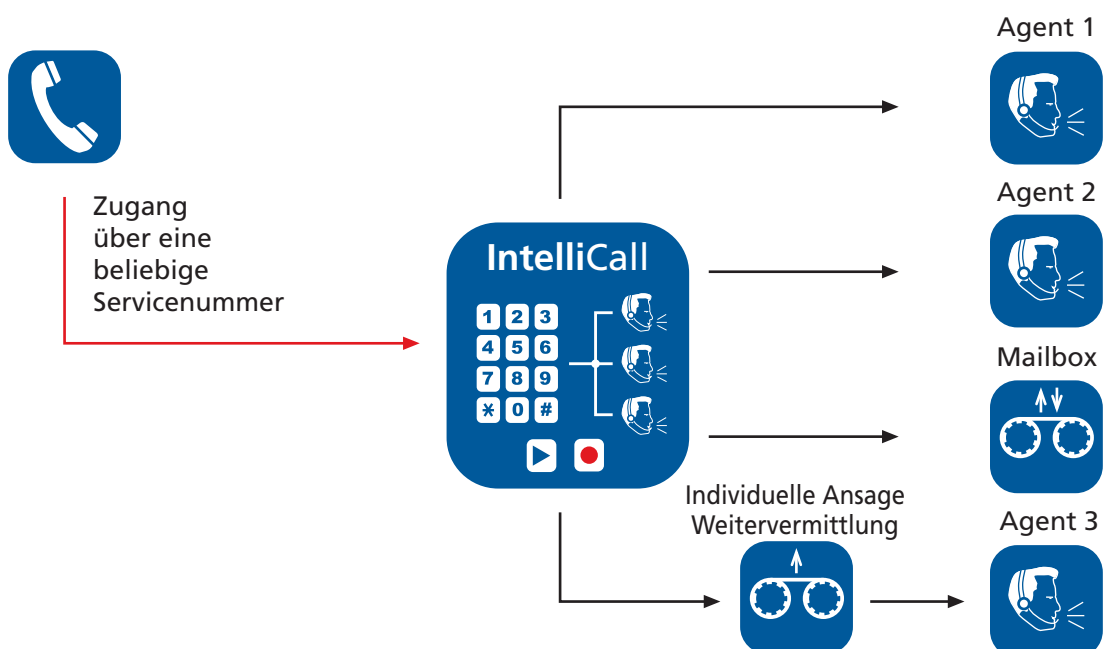 Agent 1
Zugang
über eine
beliebige
Servicenummer
Agent 2
IntelliCall
1 2 3
4 5 6
7 8 9
* 0 #
Mailbox
Individuelle Ansage
Weitervermittlung
Agent 3